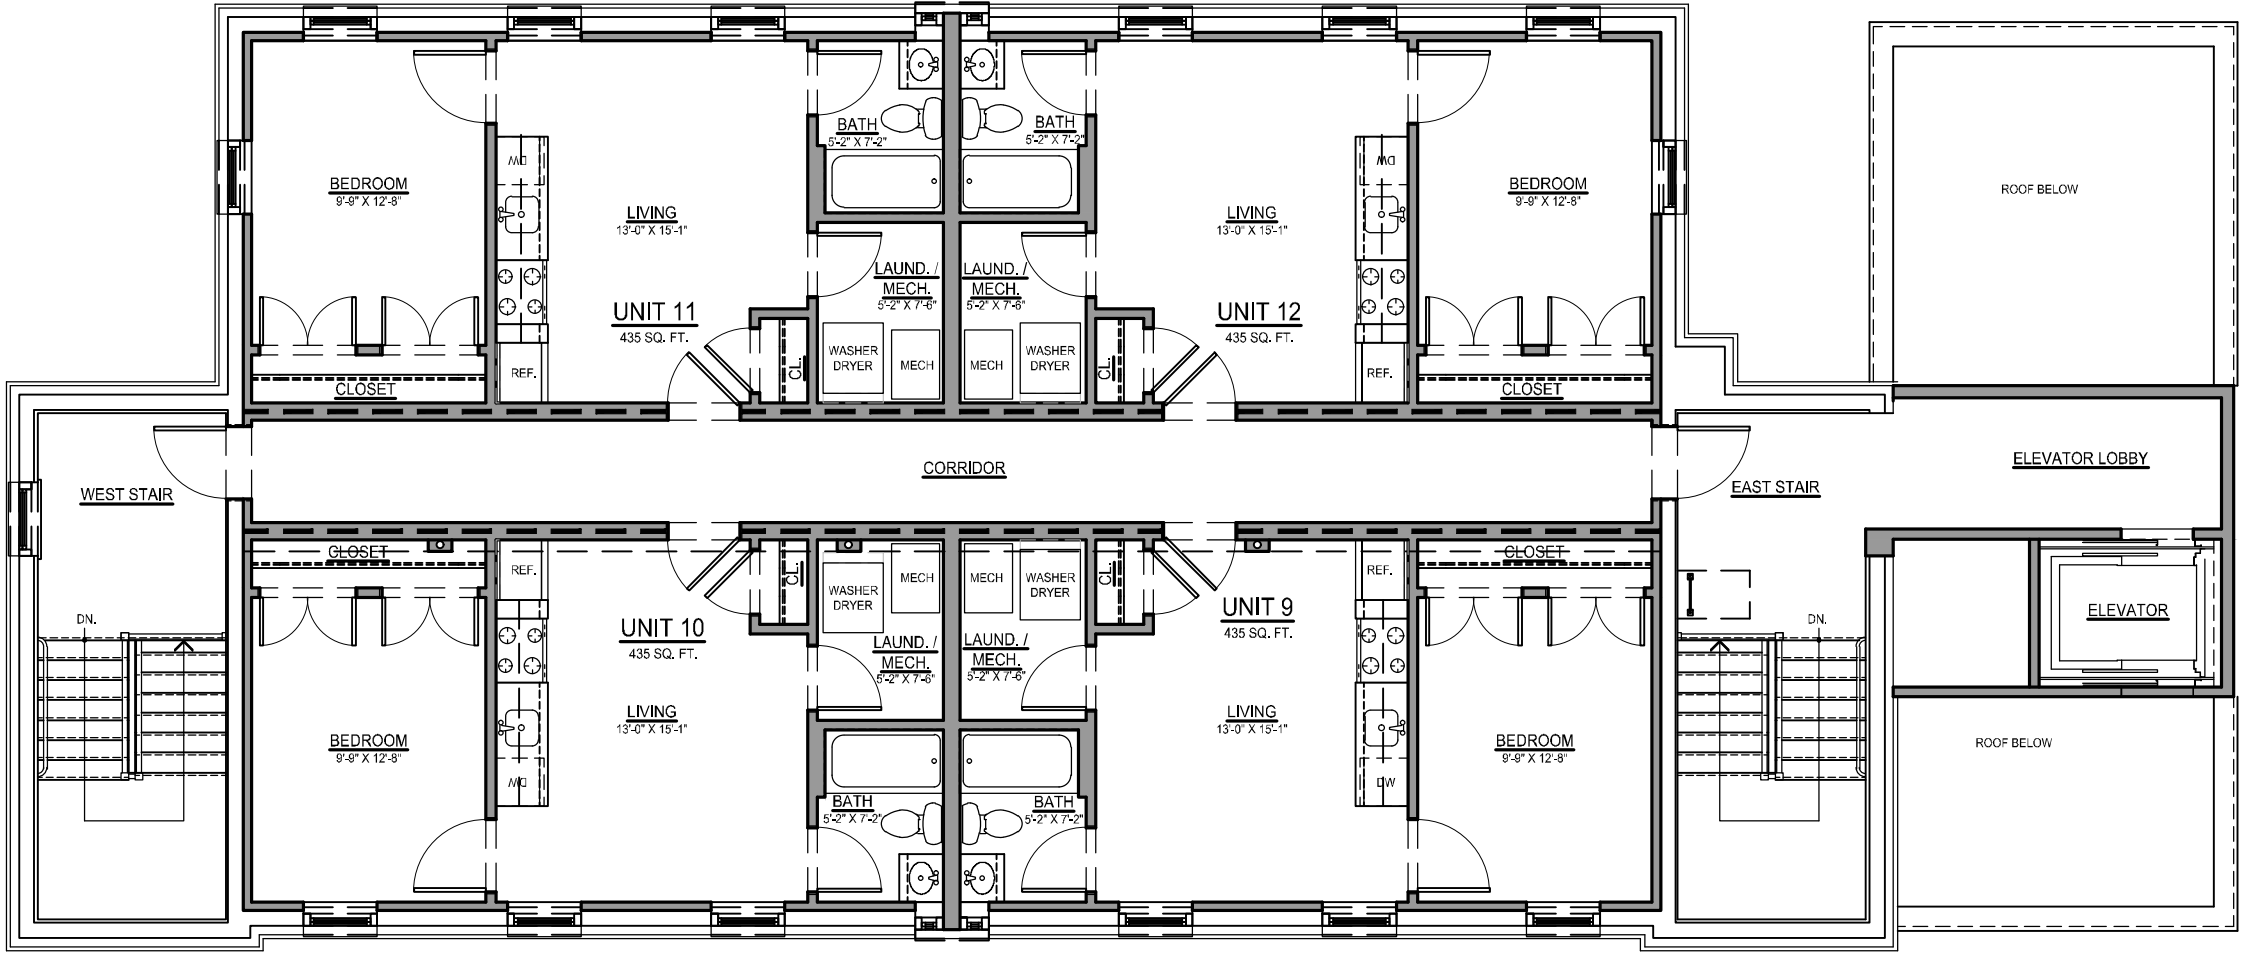 BATH
5'-2" X 7'-2"
BATH
5'-2" X 7'-2"
DW
DW
BEDROOM
9'-9" X 12'-8"
BEDROOM
9'-9" X 12'-8"
ROOF BELOW
LIVING
13'-0" X 15'-1"
LIVING
13'-0" X 15'-1"
LAUND. /
MECH.
5'-2" X 7'-6"
LAUND. /
MECH.
5'-2" X 7'-6"
UNIT 11
435 SQ. FT.
UNIT 12
435 SQ. FT.
WASHER
DRYER
MECH
MECH
WASHER
DRYER
CL.
CL.
REF.
REF.
CLOSET
CLOSET
CORRIDOR
ELEVATOR LOBBY
WEST STAIR
EAST STAIR
CLOSET
CLOSET
REF.
REF.
CL.
CL.
MECH
MECH
WASHER
DRYER
WASHER
DRYER
DN.
DN.
UNIT 10
435 SQ. FT.
UNIT 9
435 SQ. FT.
ELEVATOR
LAUND. /
MECH.
5'-2" X 7'-6"
LAUND. /
MECH.
5'-2" X 7'-6"
LIVING
13'-0" X 15'-1"
LIVING
13'-0" X 15'-1"
BEDROOM
9'-9" X 12'-8"
BEDROOM
9'-9" X 12'-8"
ROOF BELOW
DW
DW
BATH
5'-2" X 7'-2"
BATH
5'-2" X 7'-2"